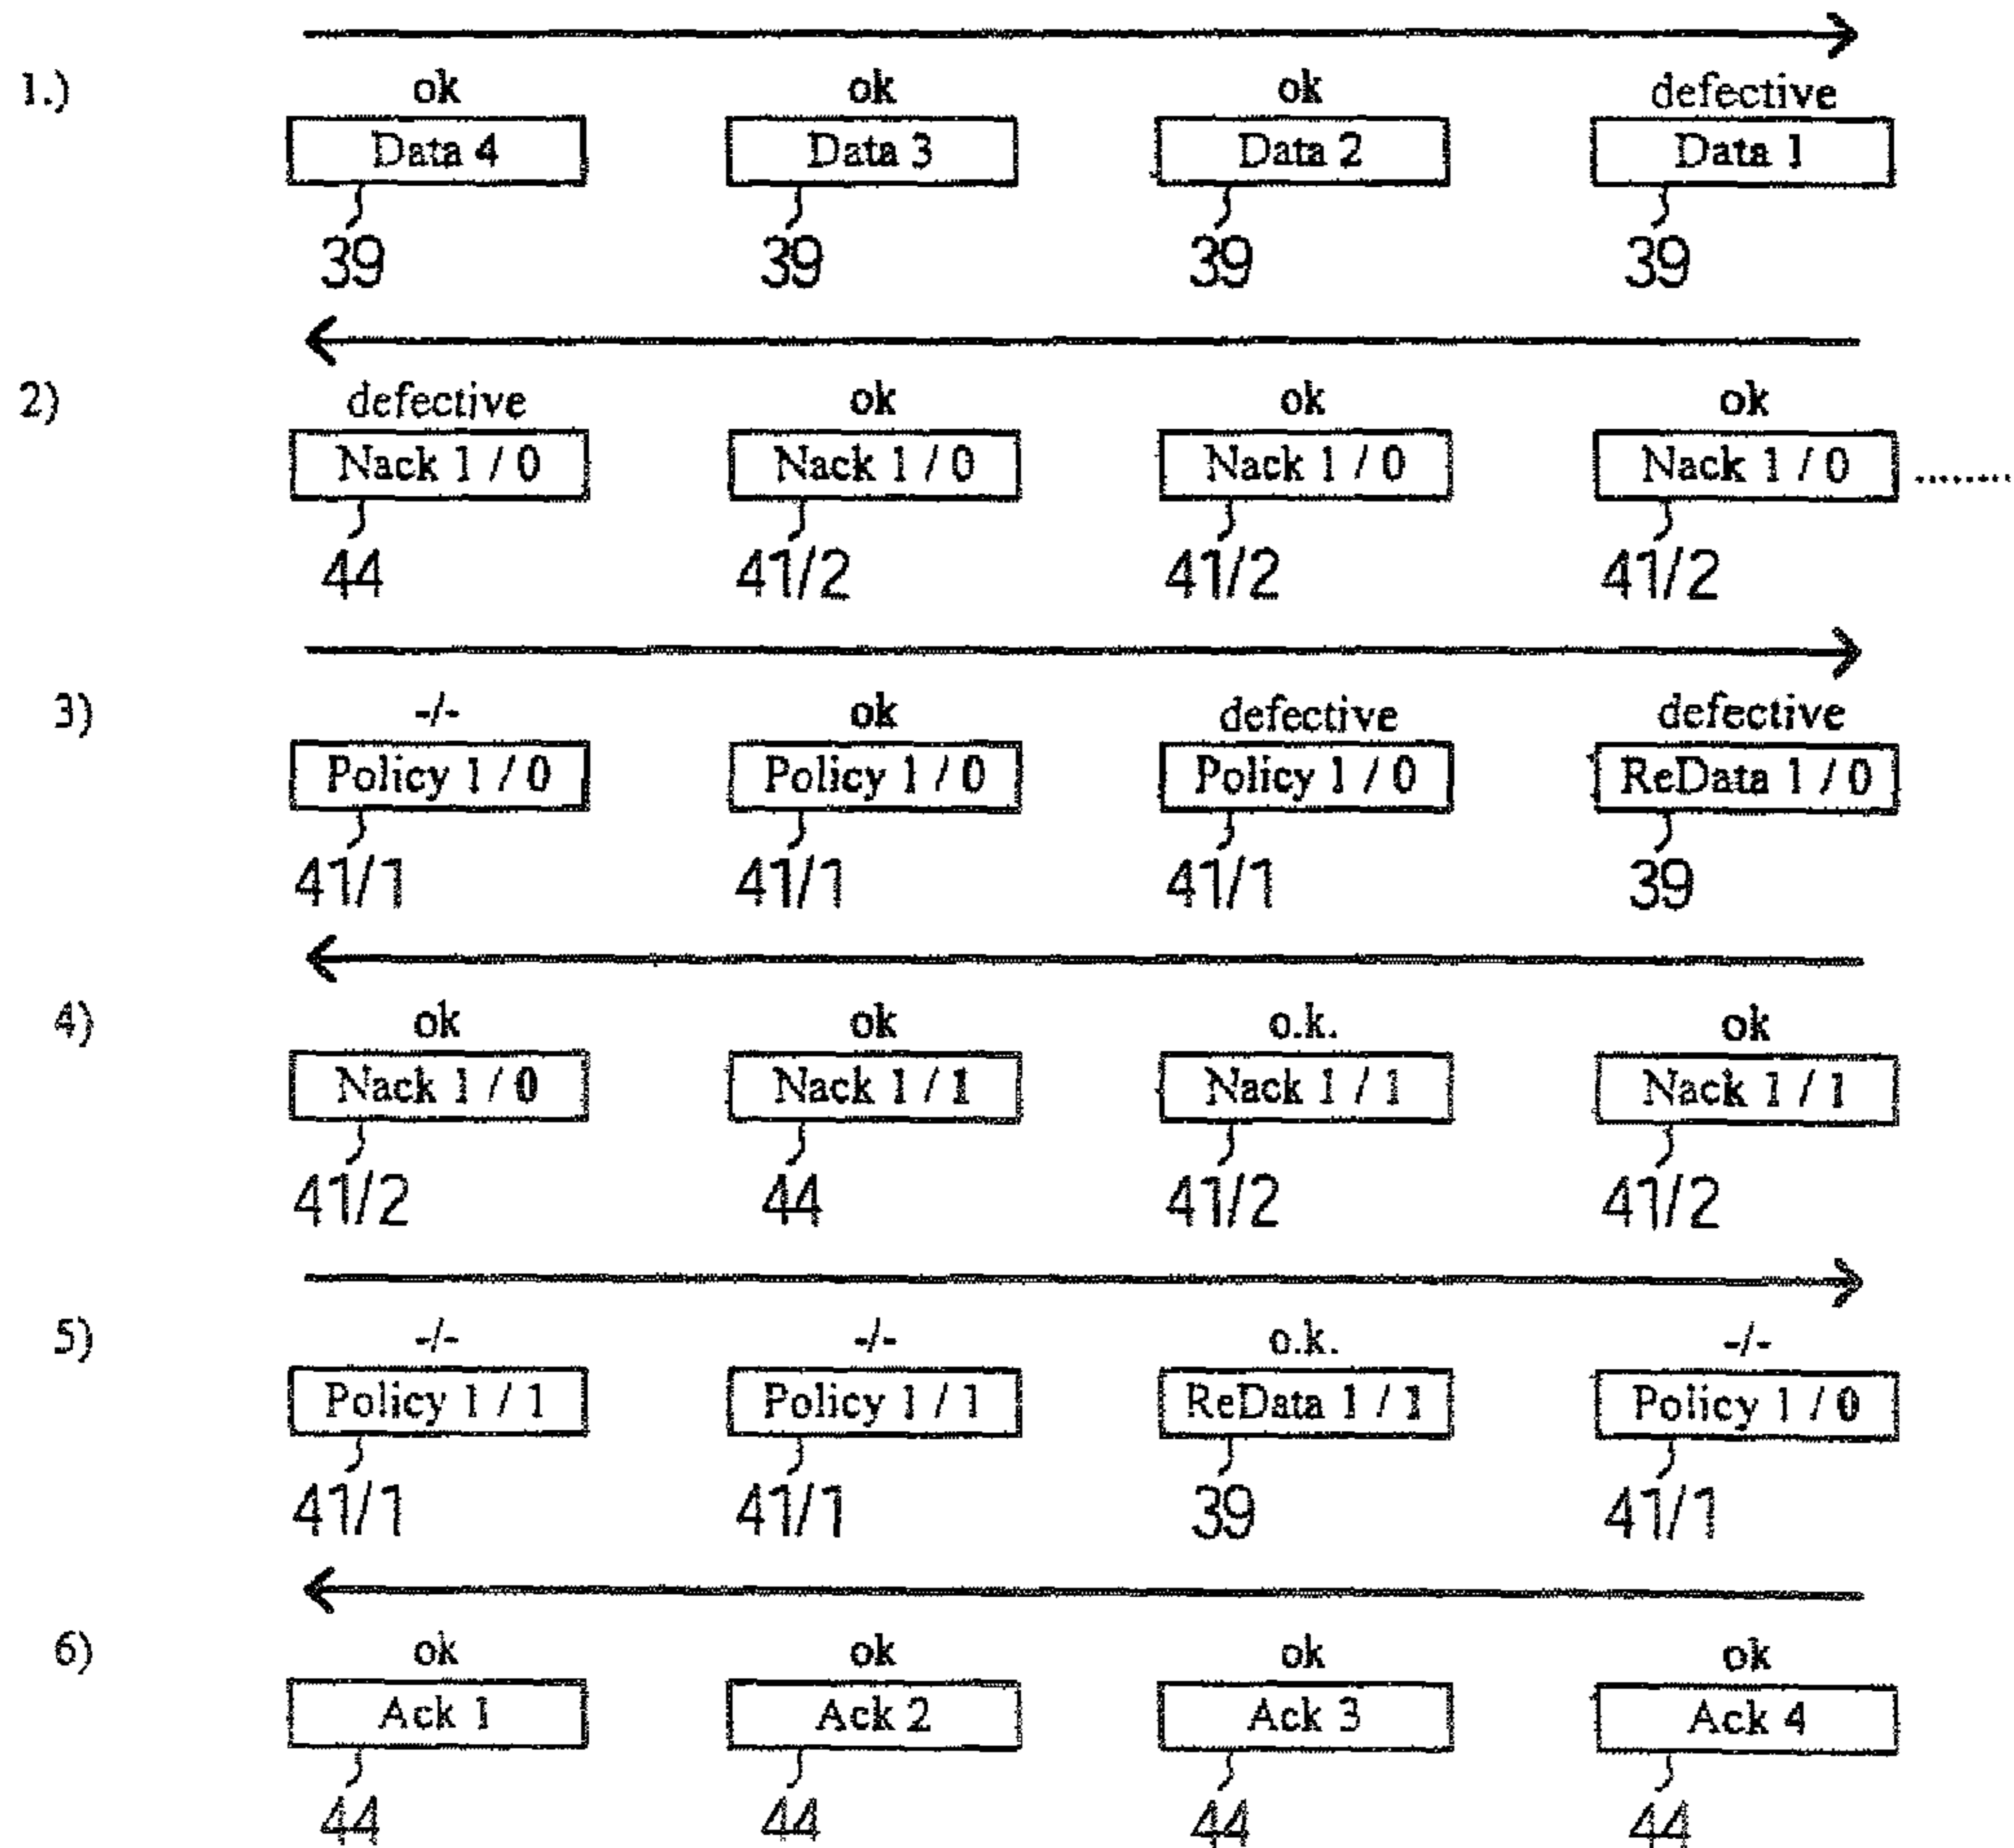 1.)
ok ok ok defective
Data 4 Data 3 Data 2 Data 1
39 39 39 39
2)
defective ok ok ok
Nack 1 / 0 Nack 1 / 0 Nack 1 / 0 Nack 1 / 0 ........
44 41/2 41/2 41/2
3)
-/- ok defective defective
Policy 1 / 0 Policy 1 / 0 Policy 1 / 0 ReData 1 / 0
41/1 41/1 41/1 39
4)
ok ok o.k. ok
Nack 1 / 0 Nack 1 / 1 Nack 1 / 1 Nack 1 / 1
41/2 44 41/2 41/2
5)
-/- -/- o.k. -/-
Policy 1 / 1 Policy 1 / 1 ReData 1 / 1 Policy 1 / 0
41/1 41/1 39 41/1
6)
ok ok ok ok
Ack 1 Ack 2 Ack 3 Ack 4
44 44 44 44